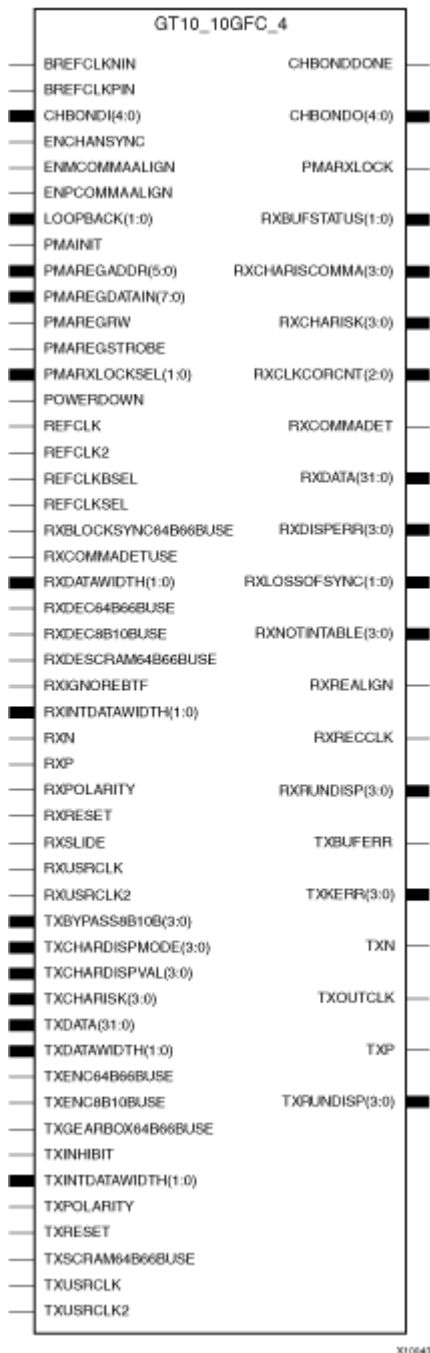 GT10_10GFC_4
BREFCLKNIN CHBONDDONE
BREFCLKPIN
CHBONDI(4:0) CHBONDO(4:0)
ENCHANSYNC
ENMCOMMAALIGN PMARXLOCK
ENPCOMMAALIGN
LOOPBACK(1:0) RXBUFSTATUS(1:0)
PMAINIT
PMAREGADDR(5:0) RXCHARISCOMMA(3:0)
PMAREGDATAIN(7:0)
PMAREGRW RXCHARISK(3:0)
PMAREGSTROBE
PMARXLOCKSEL(1:0) RXCLKCORCNT(2:0)
POWERDOWN
REFCLK RXCOMMADET
REFCLK2
REFCLKBSEL RXDATA(31:0)
REFCLKSEL
RXBLOCKSYNC64B66BUSE RXDISPERR(3:0)
RXCOMMADETUSE
RXDATAWIDTH(1:0) RXLOSSOFSYNC(1:0)
RXDEC64B66BUSE
RXDEC8B10BUSE RXNOTINTABLE(3:0)
RXDESCRAM64B66BUSE
RXIGNOREBTF RXREALIGN
RXINTDATAWIDTH(1:0)
RXN RXRECCLK
RXP
RXPOLARITY RXRUNDISP(3:0)
RXRESET
RXSLIDE TXBUFERR
RXUSRCLK
RXUSRCLK2 TXKERR(3:0)
TXBYPASS8B10B(3:0)
TXCHARDISPMODE(3:0) TXN
TXCHARDISPVAL(3:0)
TXCHARISK(3:0) TXOUTCLK
TXDATA(31:0)
TXDATAWIDTH(1:0) TXP
TXENC64B66BUSE
TXENC8B10BUSE TXRUNDISP(3:0)
TXGEARBOX64B66BUSE
TXINHIBIT
TXINTDATAWIDTH(1:0)
TXPOLARITY
TXRESET
TXSCRAM64B66BUSE
TXUSRCLK
TXUSRCLK2